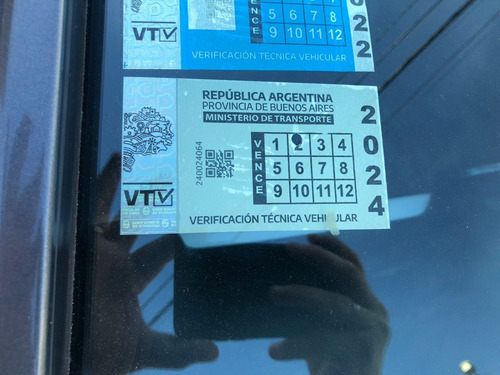 VENCE
5 6 7 8
9 10 11 12
022
VTV
VERIFICACIÓN TÉCNICA VEHICULAR
REPÚBLICA ARGENTINA
PROVINCIA DE BUENOS AIRES
MINISTERIO DE TRANSPORTE
2024
240024064
VENCE
1 2 3 4
5 6 7 8
9 10 11 12
VTV
VERIFICACIÓN TÉCNICA VEHICULAR